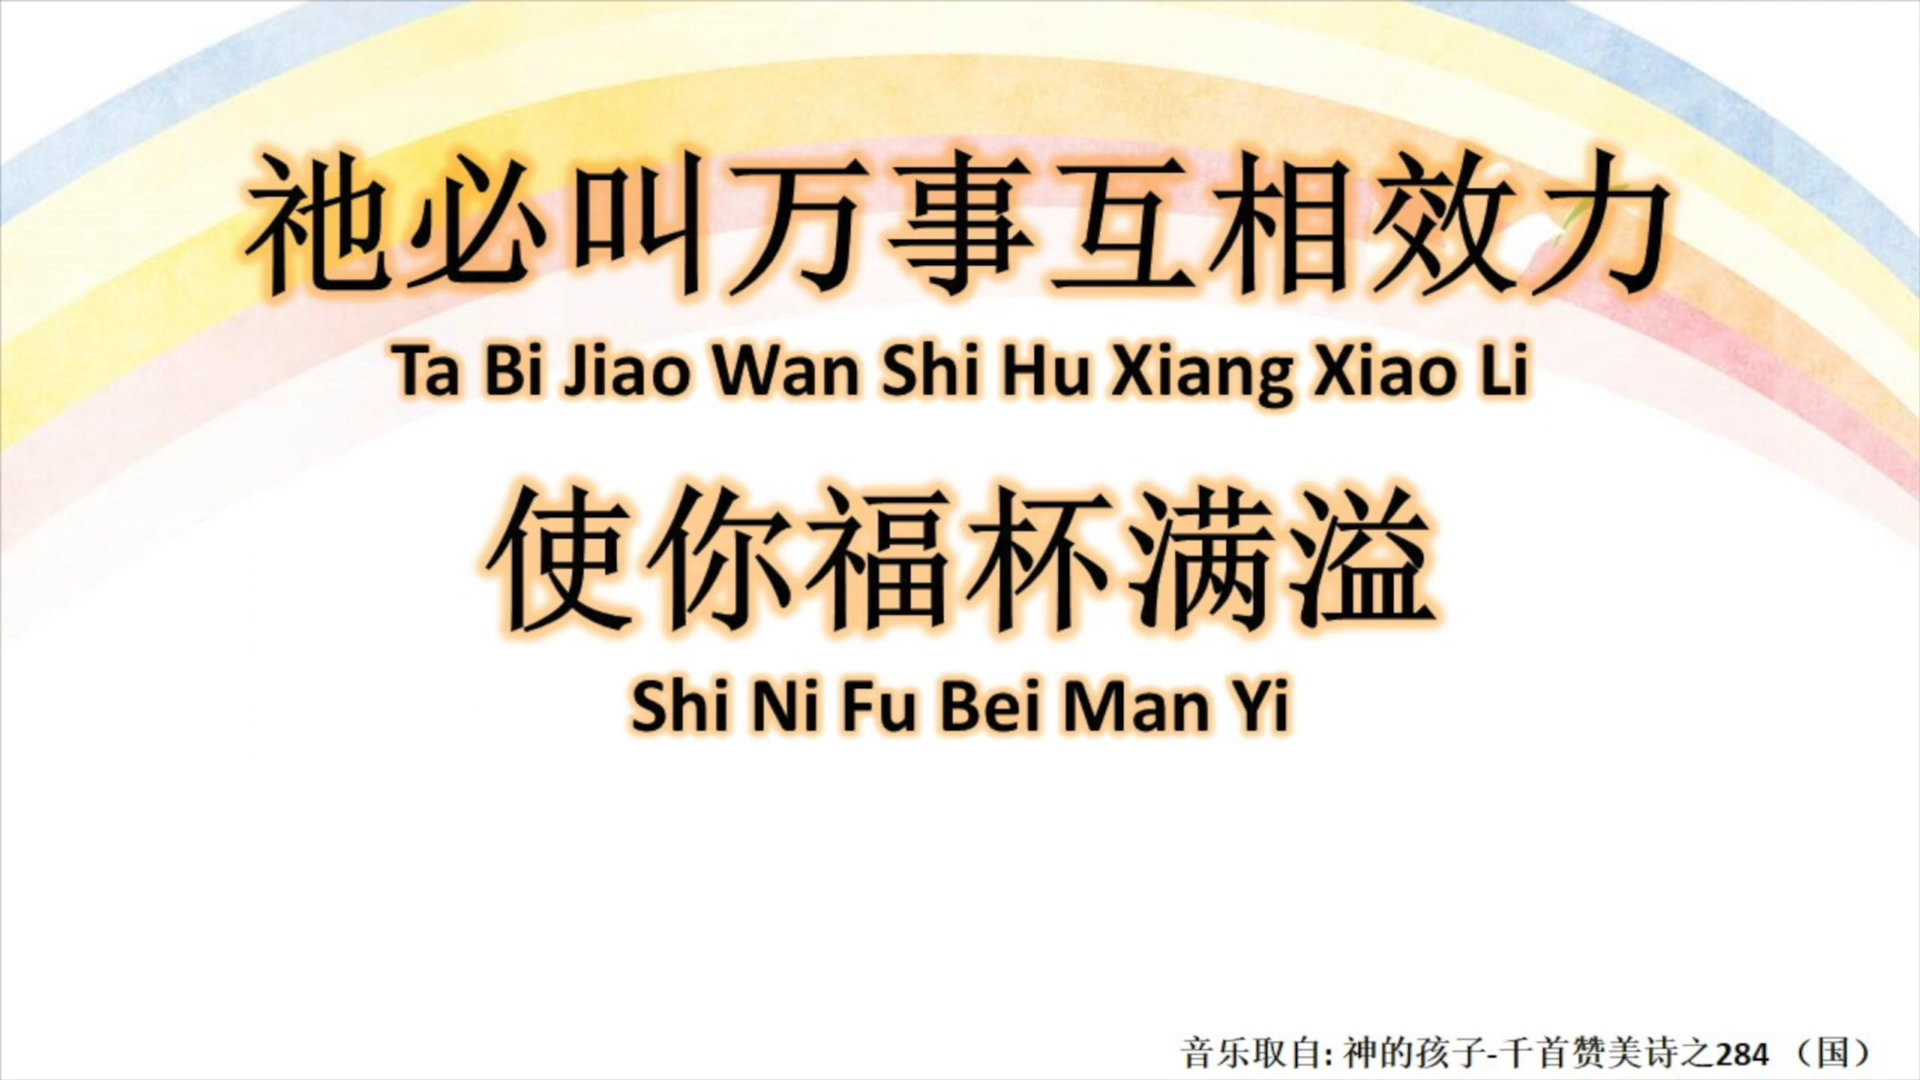 祂必叫万事互相效力
Ta Bi Jiao Wan Shi Hu Xiang Xiao Li
使你福杯满溢
Shi Ni Fu Bei Man Yi
音乐取自: 神的孩子-千首赞美诗之284 （国）